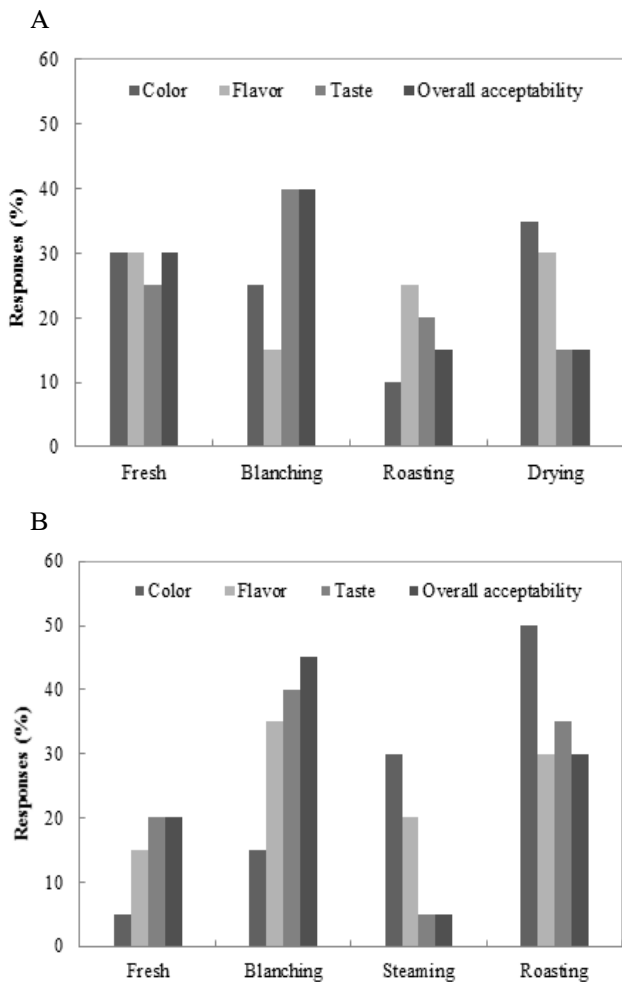 A
60
Color Flavor Taste Overall acceptability
50
40
30
20
10
0
Responses (%)
Fresh Blanching Roasting Drying
B
60
Color Flavor Taste Overall acceptability
50
40
30
20
10
0
Responses (%)
Fresh Blanching Steaming Roasting